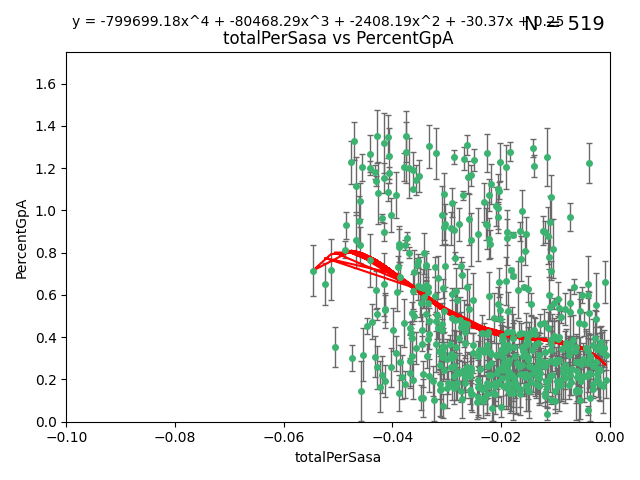 y = -799699.18x^4 + -80468.29x^3 + -2408.19x^2 + -30.37x + 0.25
N = 519
totalPerSasa vs PercentGpA
PercentGpA
1.6
1.4
1.2
1.0
0.8
0.6
0.4
0.2
0.0
−0.10 −0.08 −0.06 −0.04 −0.02 0.00
totalPerSasa